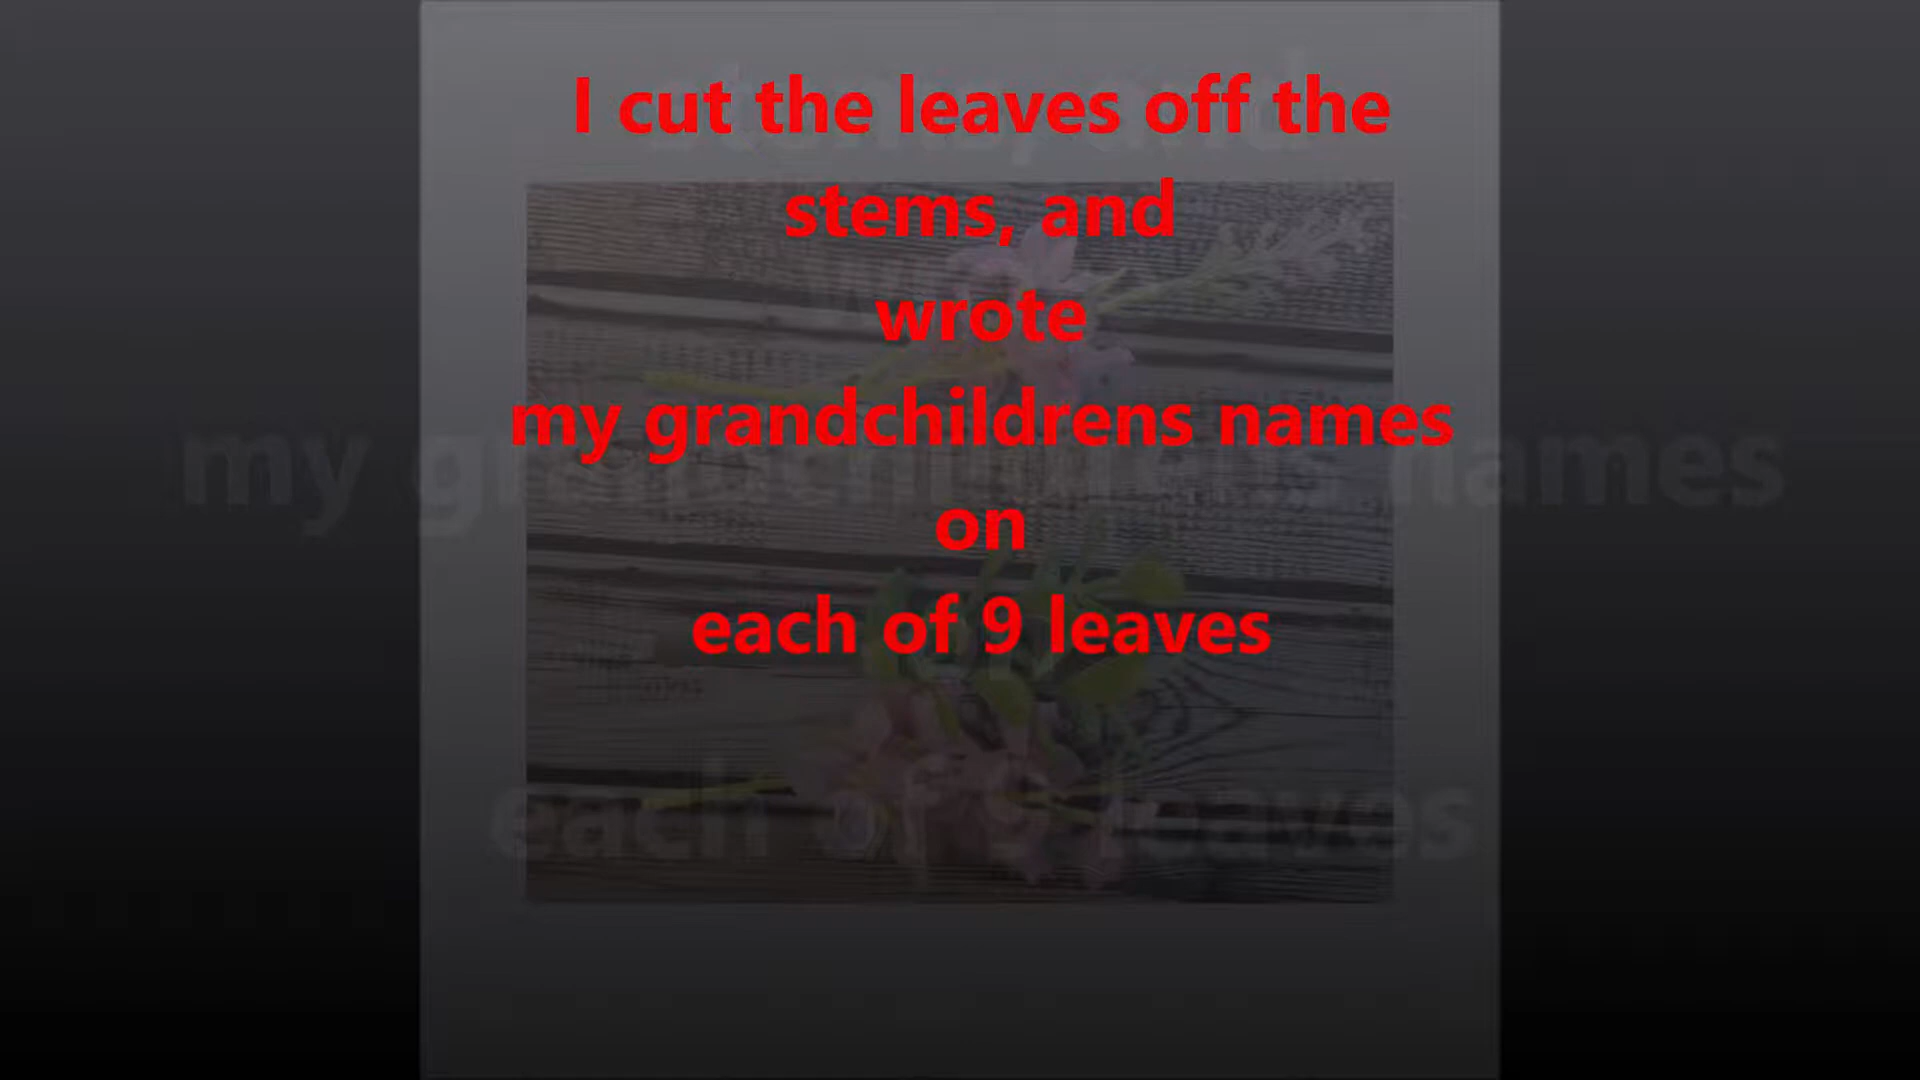 I cut the leaves off the
stems, and
wrote
my grandchildrens names
on
each of 9 leaves